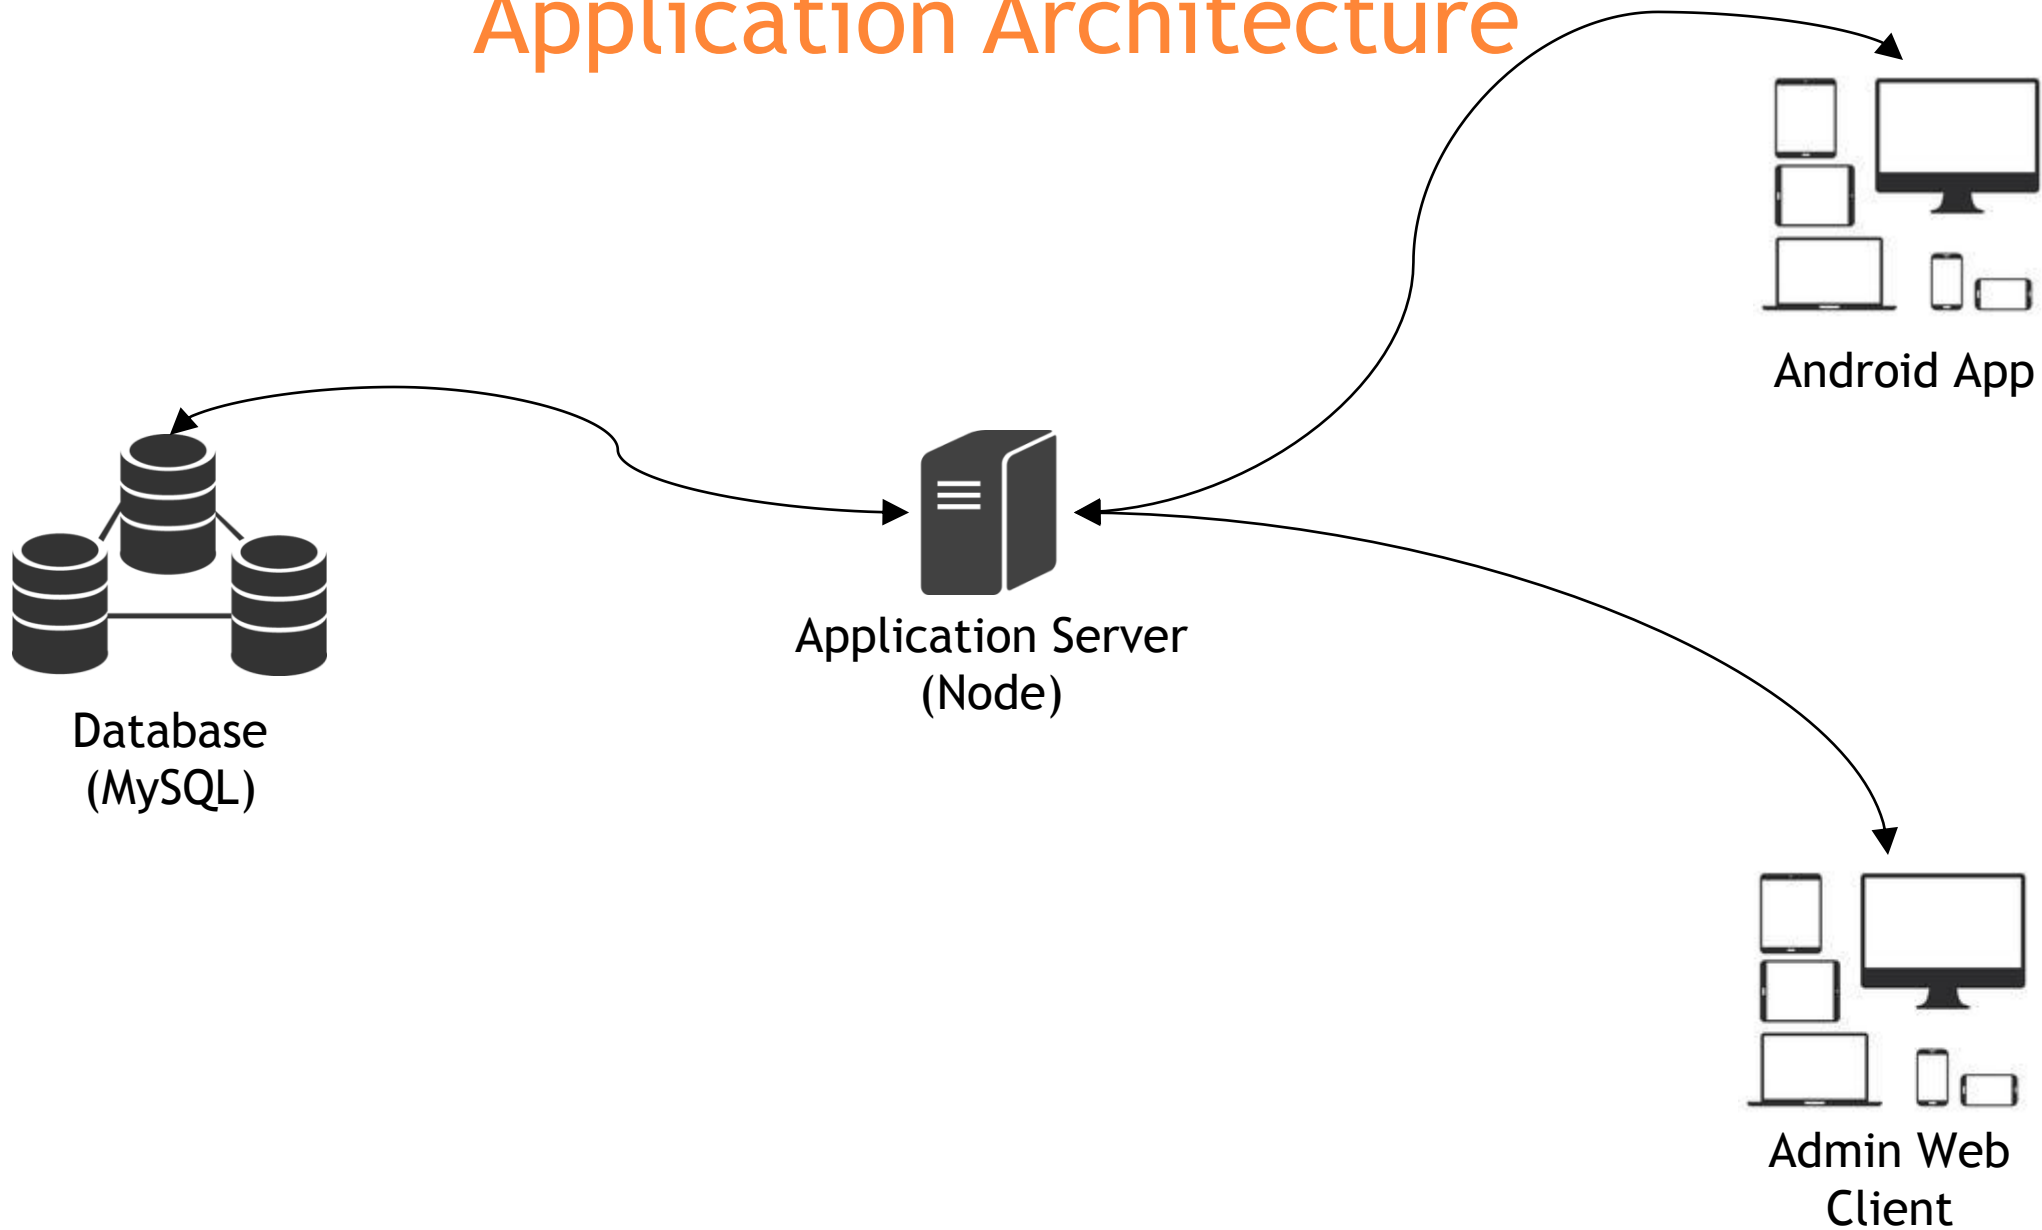 Application Architecture
Android App
Application Server
(Node)
Database
(MySQL)
Admin Web
Client